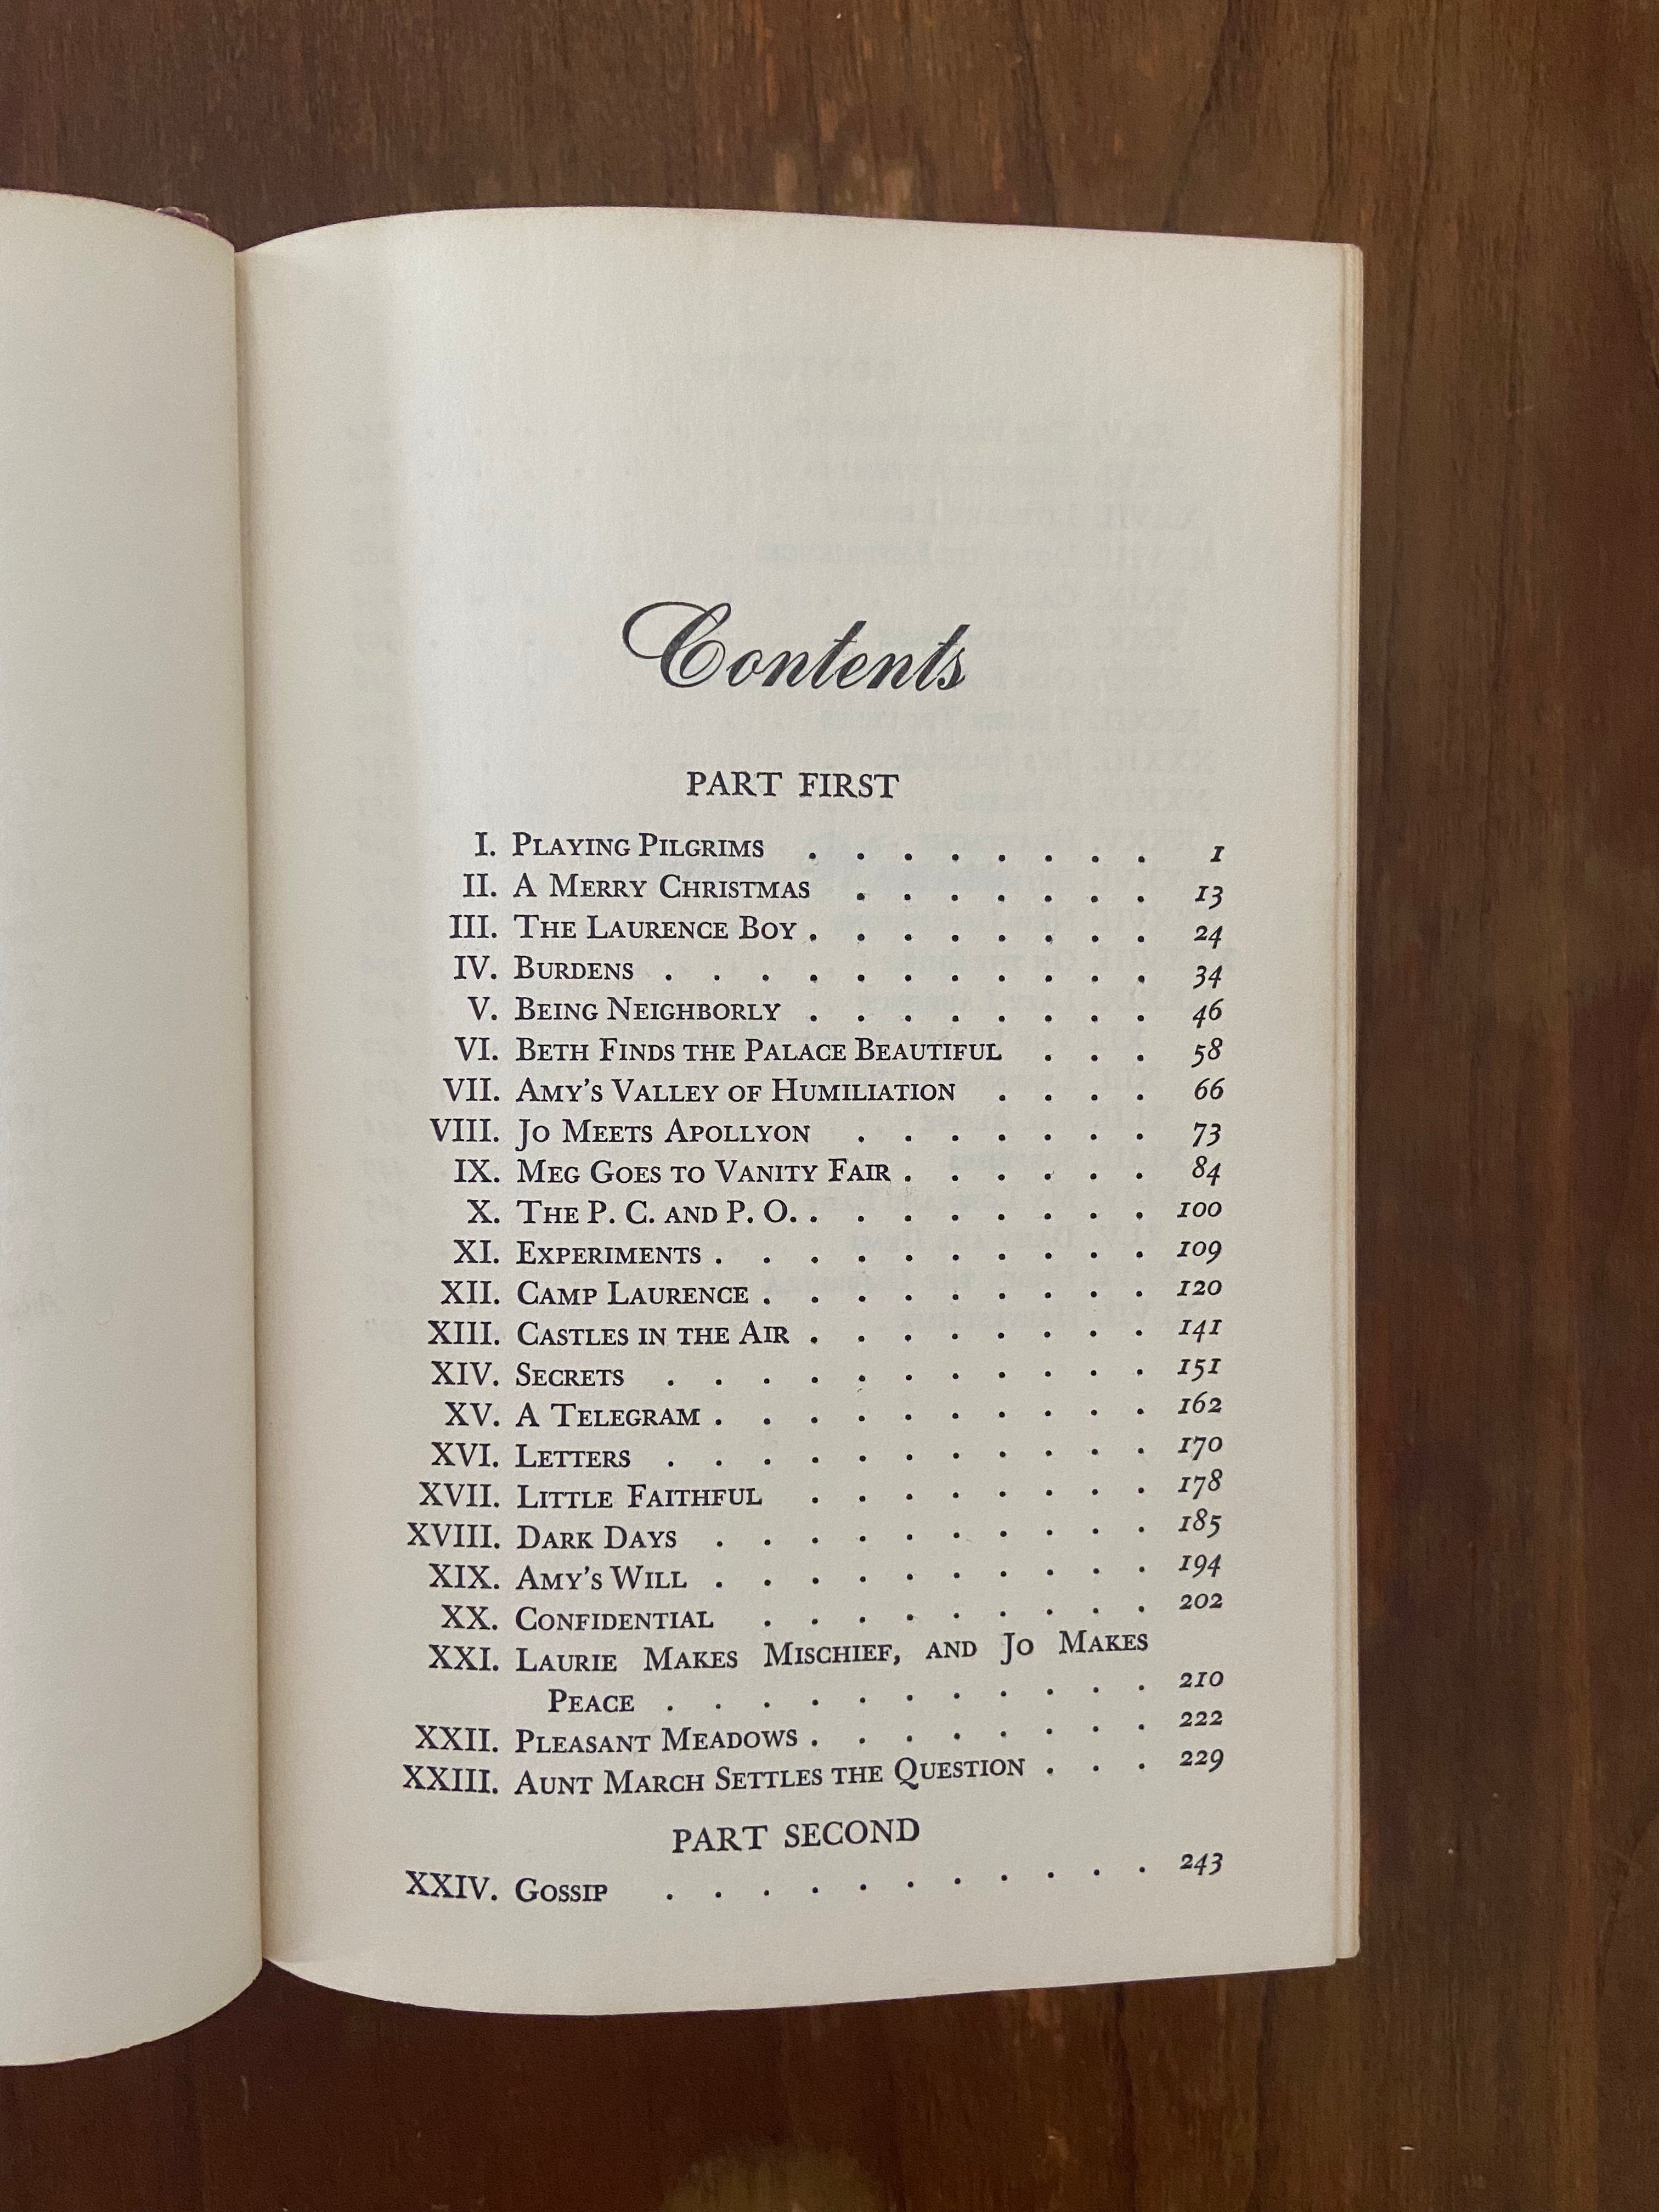 Contents
PART FIRST
I. PLAYING PILGRIMS . . . . . . . . 1
II. A MERRY CHRISTMAS . . . . . . . 13
III. THE LAURENCE BOY . . . . . . . . 24
IV. BURDENS . . . . . . . . . . . 34
V. BEING NEIGHBORLY . . . . . . . . 46
VI. BETH FINDS THE PALACE BEAUTIFUL . . . 58
VII. AMY'S VALLEY OF HUMILIATION . . . . 66
VIII. JO MEETS APOLLYON . . . . . . . 73
IX. MEG GOES TO VANITY FAIR . . . . . . 84
X. THE P. C. AND P. O. . . . . . . . . 100
XI. EXPERIMENTS . . . . . . . . . . 109
XII. CAMP LAURENCE . . . . . . . . . 120
XIII. CASTLES IN THE AIR . . . . . . . . 141
XIV. SECRETS . . . . . . . . . . . 151
XV. A TELEGRAM . . . . . . . . . . 162
XVI. LETTERS . . . . . . . . . . . 170
XVII. LITTLE FAITHFUL . . . . . . . . 178
XVIII. DARK DAYS . . . . . . . . . . 185
XIX. AMY'S WILL . . . . . . . . . . 194
XX. CONFIDENTIAL . . . . . . . . . 202
XXI. LAURIE MAKES MISCHIEF, AND JO MAKES
PEACE . . . . . . . . . . . 210
XXII. PLEASANT MEADOWS . . . . . . . . 222
XXIII. AUNT MARCH SETTLES THE QUESTION . . . 229
PART SECOND
XXIV. GOSSIP . . . . . . . . . . . 243